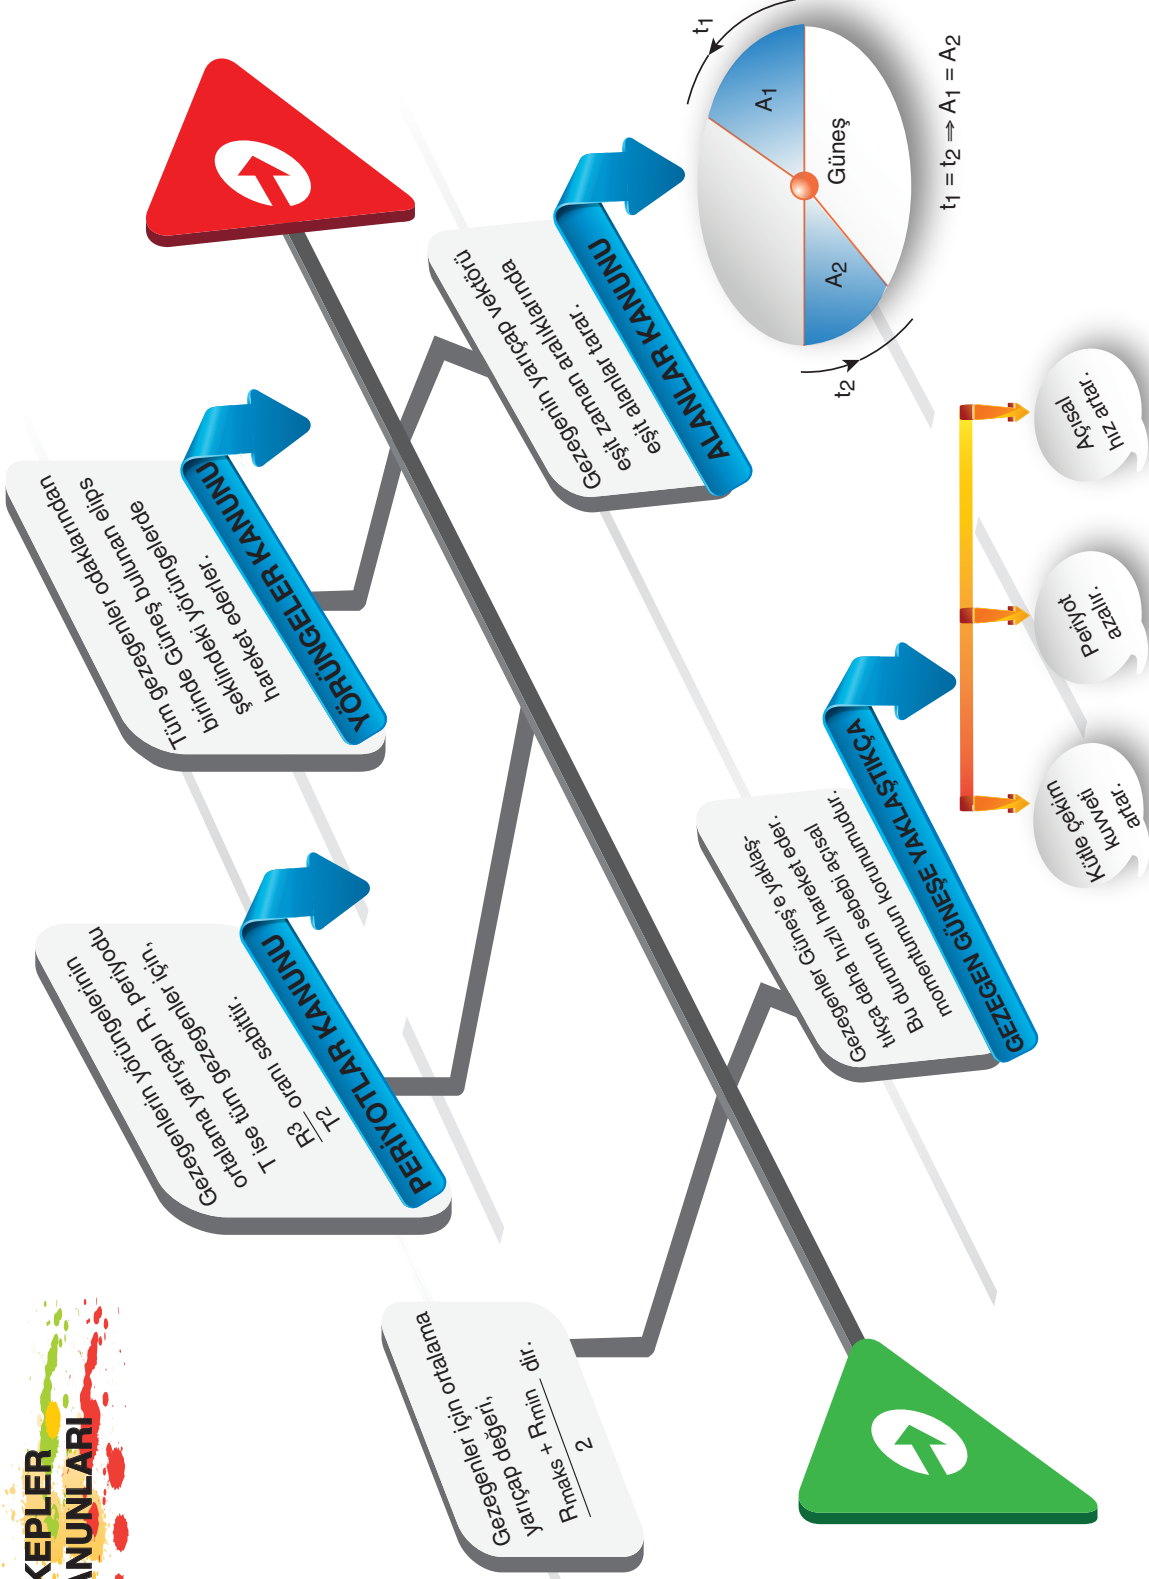 KEPLER
ANUNLARI
Gezegenler için ortalama
yarıçap değeri,
Rmaks + Rmin dir.
2
Gezegenlerin yörüngelerinin
ortalama yarıçapı R, periyodu
T ise tüm gezegenler için,
R3 oranı sabittir.
T2
PERİYOTLAR KANUNU
Tüm gezegenler odaklarından
birinde Güneş bulunan elips
şeklindeki yörüngelerde
hareket ederler.
YÖRÜNGELER KANUNU
Gezegenler Güneş'e yaklaş-
tıkça daha hızlı hareket eder.
Bu durumun sebebi açısal
momentumun korunumudur.
GEZEGEN GÜNEŞE YAKLAŞTIKÇA
Kütle çekim
kuvveti
artar.
Periyot
azalır.
Açısal
hız artar.
Gezegenin yarıçap vektörü
eşit zaman aralıklarında
eşit alanlar tarar.
ALANLAR KANUNU
t1
A1
Güneş
A2
t2
t1 = t2 ⇒ A1 = A2